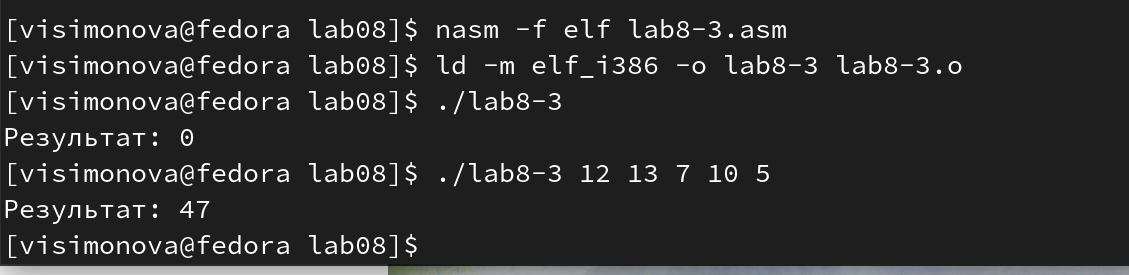 [visimonova@fedora lab08]$ nasm -f elf lab8-3.asm
[visimonova@fedora lab08]$ ld -m elf_i386 -o lab8-3 lab8-3.o
[visimonova@fedora lab08]$ ./lab8-3
Результат: 0
[visimonova@fedora lab08]$ ./lab8-3 12 13 7 10 5
Результат: 47
[visimonova@fedora lab08]$